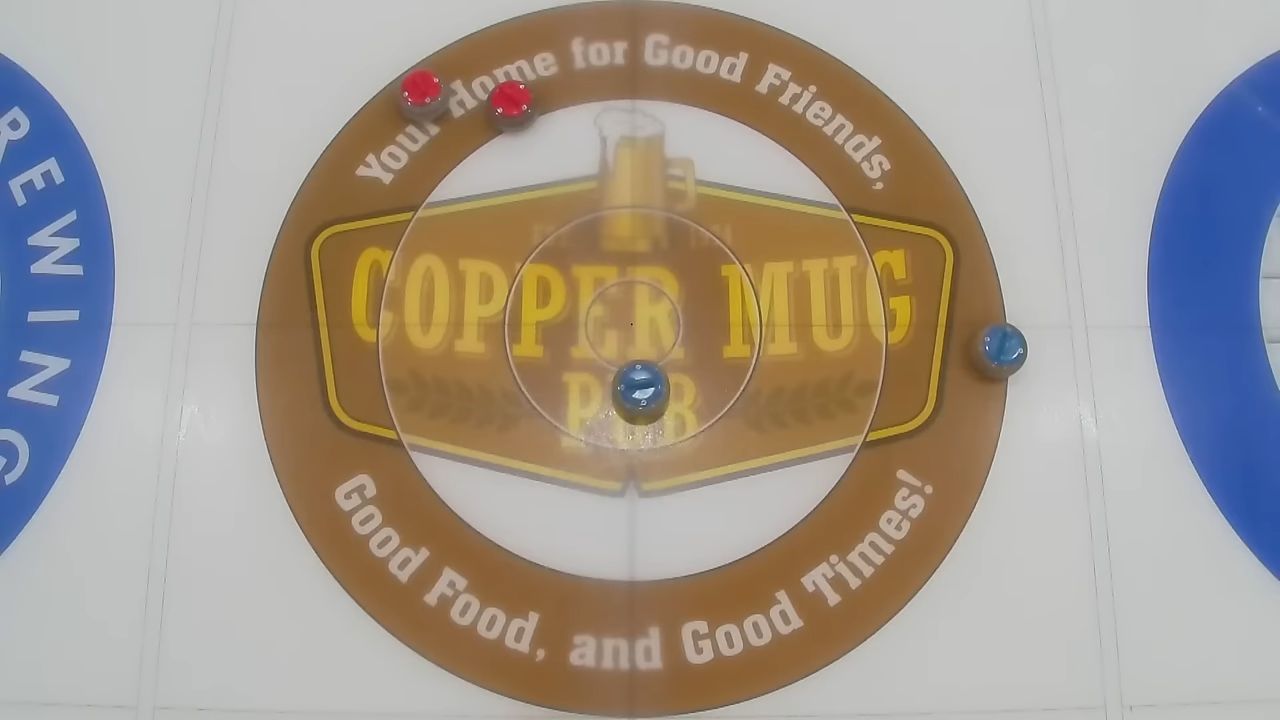 Your Home for Good Friends,
COPPER MUG
PUB
Good Food, and Good Times!
REWING